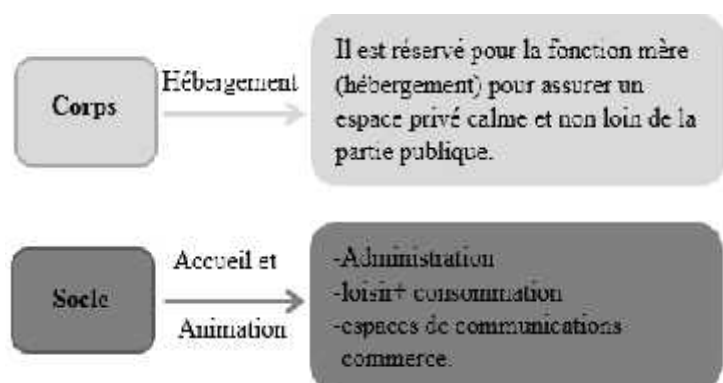 Corps
Hébergement
Il est réservé pour la fonction mère
(hébergement) pour assurer un
espace privé calme et non loin de la
partie publique.
Socle
Accueil et
Animation
-Administration
-loisir+ consommation
-espaces de communications
commerce.